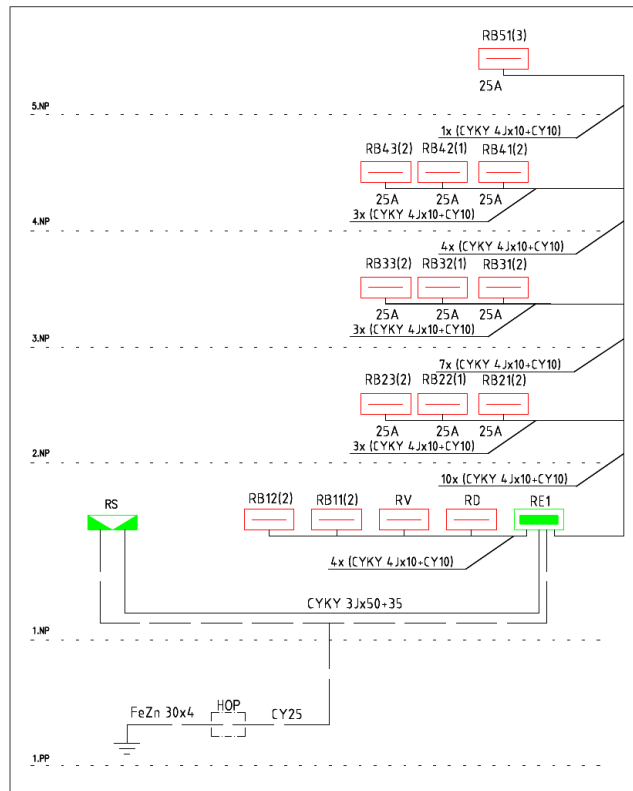 RB51(3)
25A
5.NP
1x (CYKY 4Jx10+CY10)
RB43(2) RB42(1) RB41(2)
25A 25A 25A
3x (CYKY 4Jx10+CY10)
4.NP
4x (CYKY 4Jx10+CY10)
RB33(2) RB32(1) RB31(2)
25A 25A 25A
3x (CYKY 4Jx10+CY10)
3.NP
7x (CYKY 4Jx10+CY10)
RB23(2) RB22(1) RB21(2)
25A 25A 25A
3x (CYKY 4Jx10+CY10)
2.NP
10x (CYKY 4Jx10+CY10)
RS RB12(2) RB11(2) RV RD RE1
4x (CYKY 4Jx10+CY10)
CYKY 3Jx50+35
1.NP
FeZn 30x4 HOP CY25
1.PP